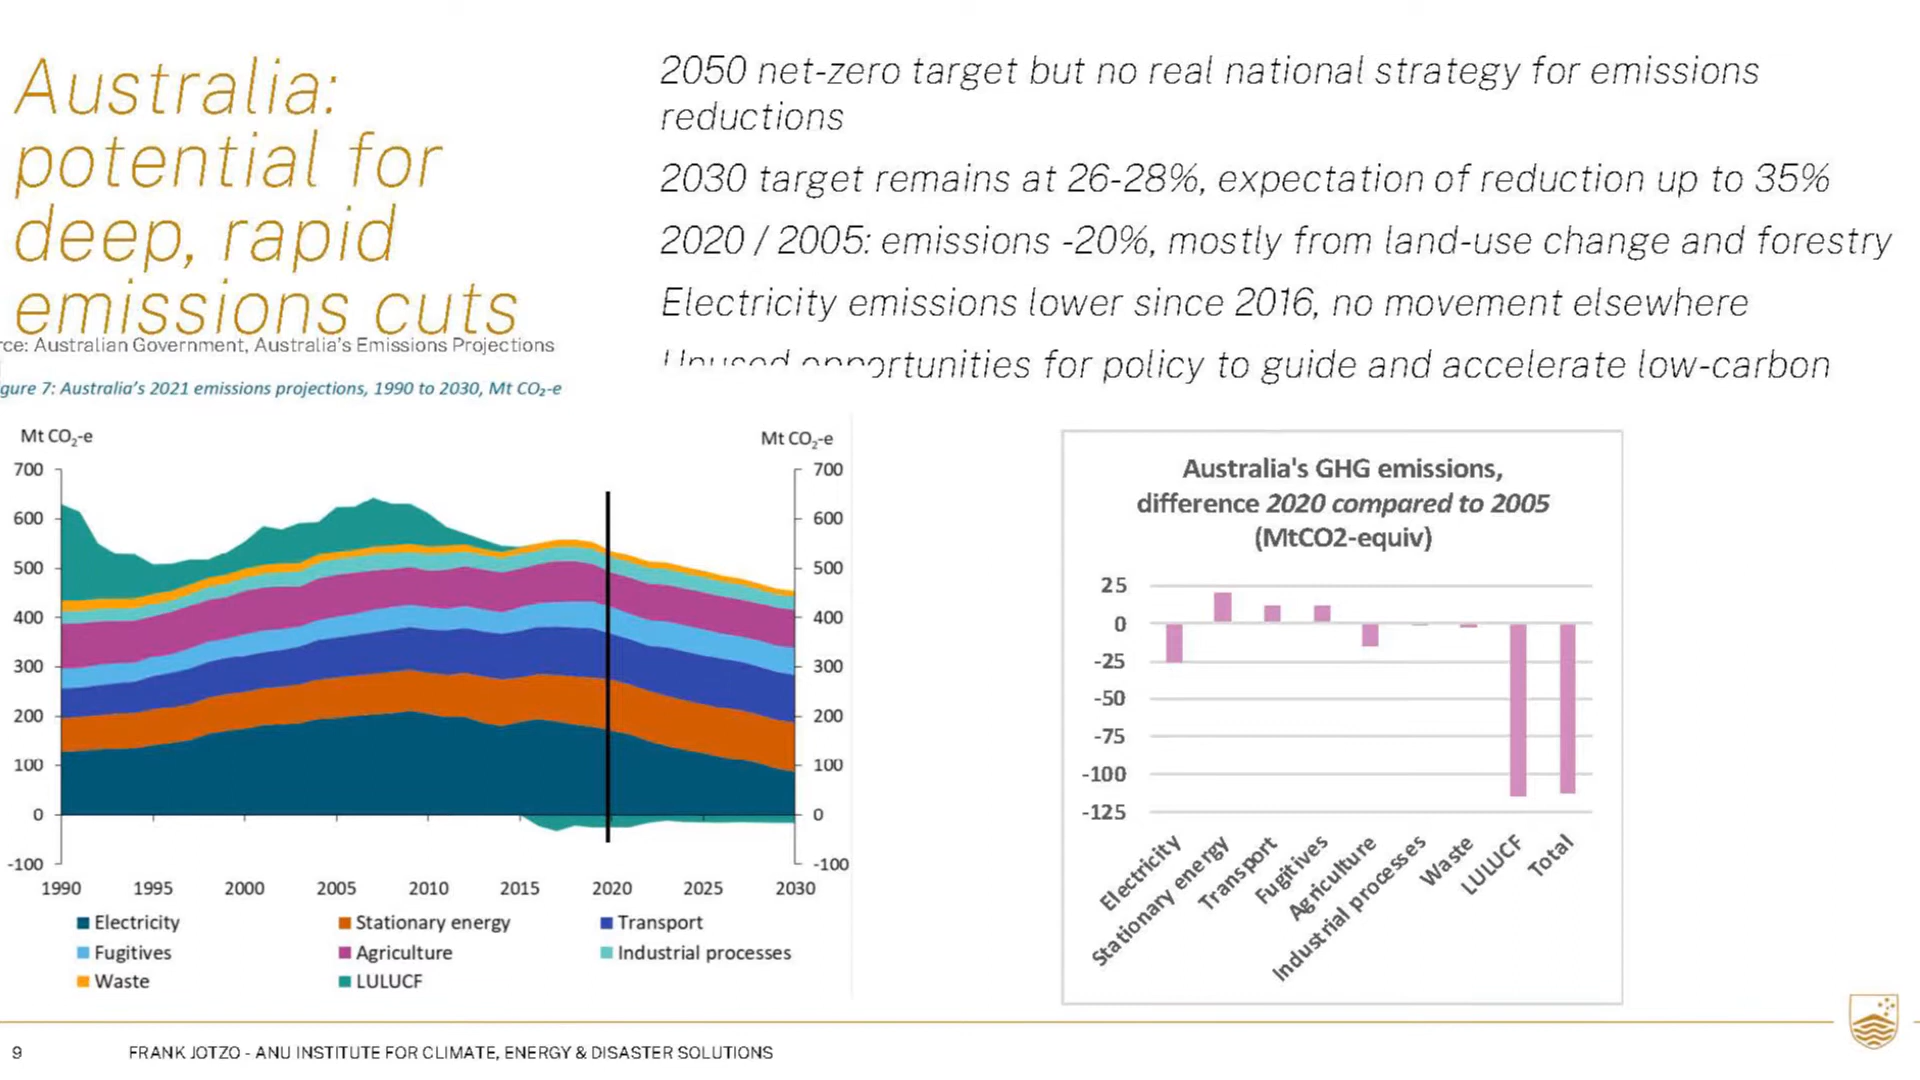 Australia:
potential for
deep, rapid
emissions cuts
rce: Australian Government, Australia's Emissions Projections
gure 7: Australia's 2021 emissions projections, 1990 to 2030, Mt CO₂-e
2050 net-zero target but no real national strategy for emissions
reductions
2030 target remains at 26-28%, expectation of reduction up to 35%
2020 / 2005: emissions -20%, mostly from land-use change and forestry
Electricity emissions lower since 2016, no movement elsewhere
Unused opportunities for policy to guide and accelerate low-carbon
Mt CO₂-e
Mt CO₂-e
700
600
500
400
300
200
100
0
-100
700
600
500
400
300
200
100
0
-100
1990 1995 2000 2005 2010 2015 2020 2025 2030
Electricity Stationary energy Transport
Fugitives Agriculture Industrial processes
Waste LULUCF
Australia's GHG emissions,
difference 2020 compared to 2005
(MtCO2-equiv)
25
0
-25
-50
-75
-100
-125
Electricity
Stationary energy
Transport
Fugitives
Agriculture
Industrial processes
Waste
LULUCF
Total
9 FRANK JOTZO - ANU INSTITUTE FOR CLIMATE, ENERGY & DISASTER SOLUTIONS